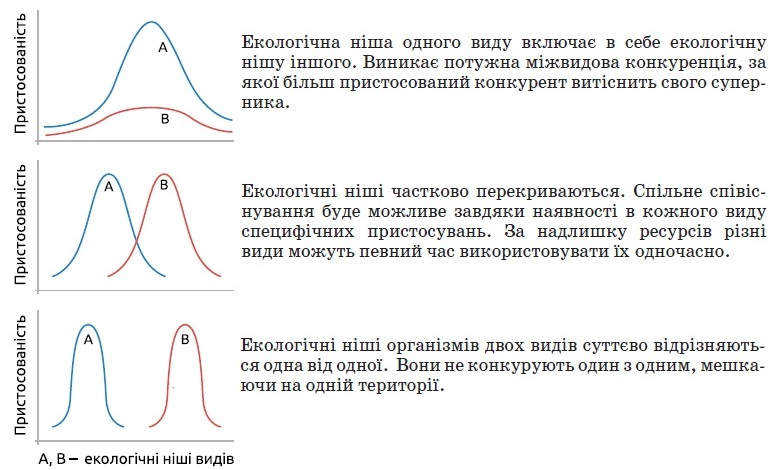 Пристосованість
A
B
Екологічна ніша одного виду включає в себе екологічну
нішу іншого. Виникає потужна міжвидова конкуренція, за
якої більш пристосований конкурент витіснить свого супер-
ника.
Пристосованість
A
B
Екологічні ніші частково перекриваються. Спільне співіс-
нування буде можливе завдяки наявності в кожного виду
специфічних пристосувань. За надлишку ресурсів різні
види можуть певний час використовувати їх одночасно.
Пристосованість
A
B
Екологічні ніші організмів двох видів суттєво відрізняють-
ся одна від одної. Вони не конкурують один з одним, мешка-
ючи на одній території.
A, B – екологічні ніші видів